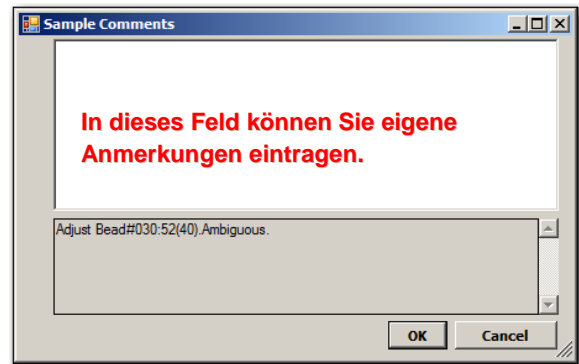 Sample Comments
In dieses Feld können Sie eigene
Anmerkungen eintragen.
Adjust Bead#030:52(40).Ambiguous.
OK Cancel